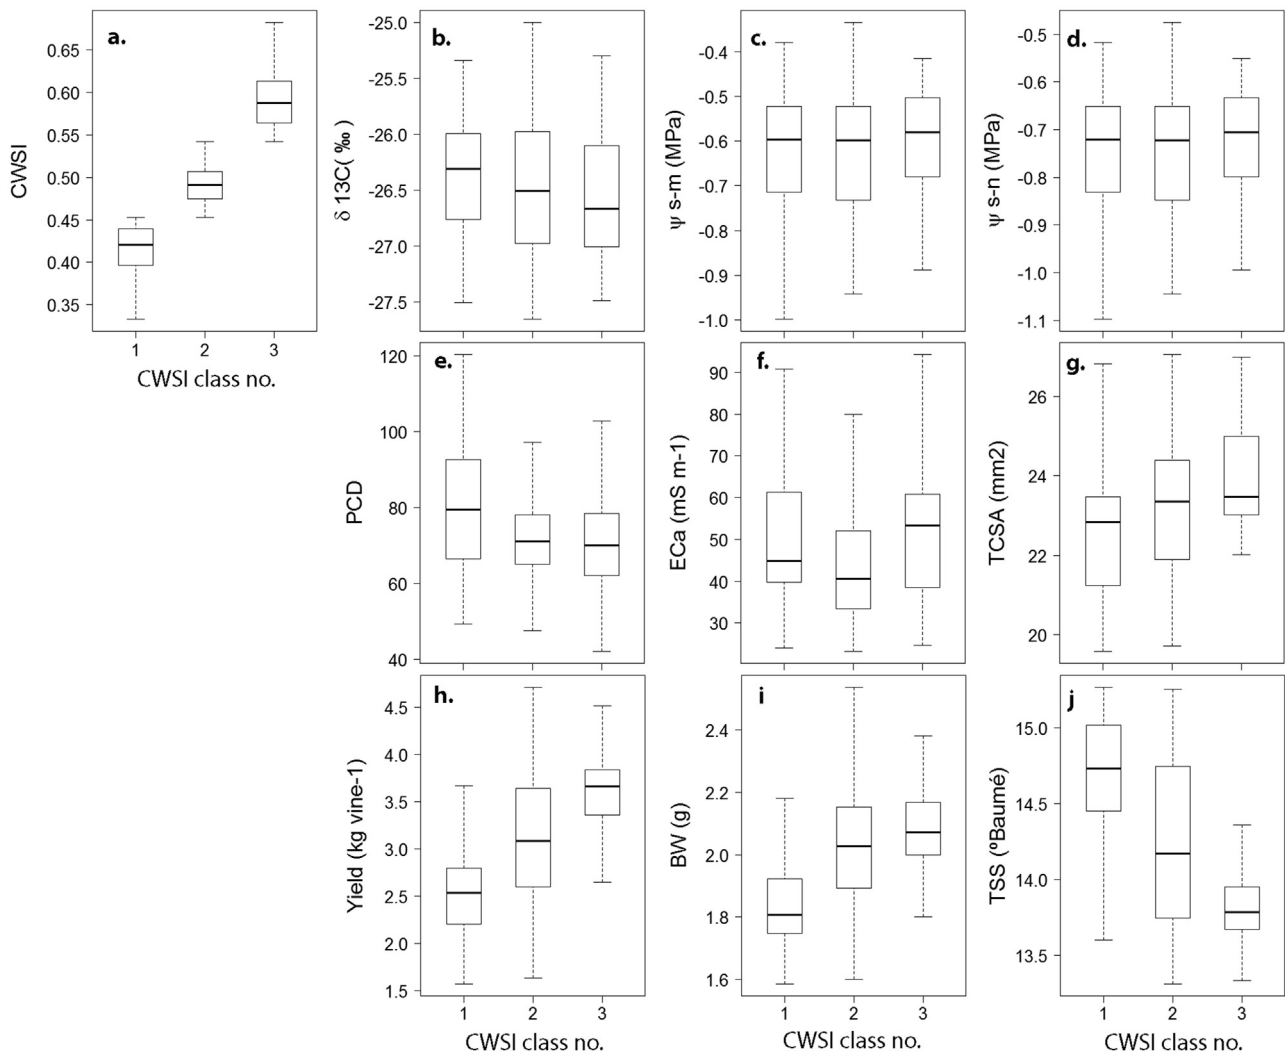 a.
CWSI
0.65
0.60
0.55
0.50
0.45
0.40
0.35
1 2 3
CWSI class no.
b.
δ 13C( ‰)
-25.0
-25.5
-26.0
-26.5
-27.0
-27.5
c.
ψ s-m (MPa)
-0.4
-0.5
-0.6
-0.7
-0.8
-0.9
-1.0
d.
ψ s-n (MPa)
-0.5
-0.6
-0.7
-0.8
-0.9
-1.0
-1.1
e.
PCD
120
100
80
60
40
f.
ECa (mS m-1)
90
80
70
60
50
40
30
g.
TCSA (mm2)
26
24
22
20
h.
Yield (kg vine-1)
4.5
4.0
3.5
3.0
2.5
2.0
1.5
1 2 3
CWSI class no.
i
BW (g)
2.4
2.2
2.0
1.8
1.6
1 2 3
CWSI class no.
j
TSS (ºBaumé)
15.0
14.5
14.0
13.5
1 2 3
CWSI class no.